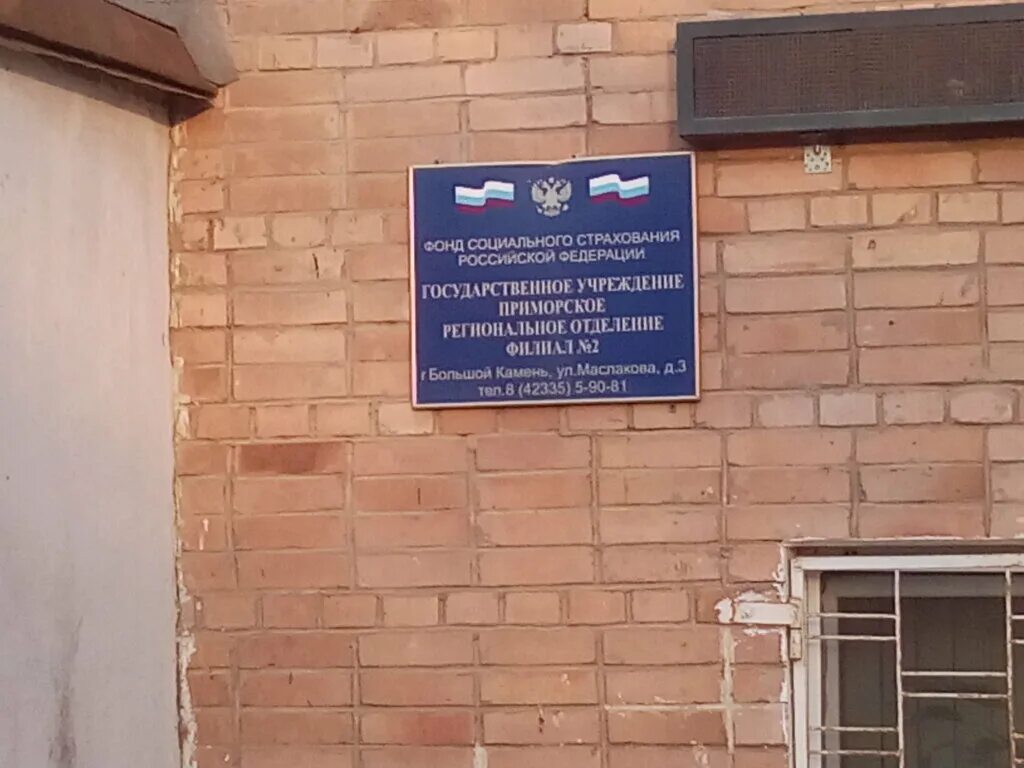 ФОНД СОЦИАЛЬНОГО СТРАХОВАНИЯ
РОССИЙСКОЙ ФЕДЕРАЦИИ
ГОСУДАРСТВЕННОЕ УЧРЕЖДЕНИЕ
ПРИМОРСКОЕ
РЕГИОНАЛЬНОЕ ОТДЕЛЕНИЕ
ФИЛИАЛ №2
г Большой Камень, ул.Маслакова, д.3
тел.8 (42335) 5-90-81